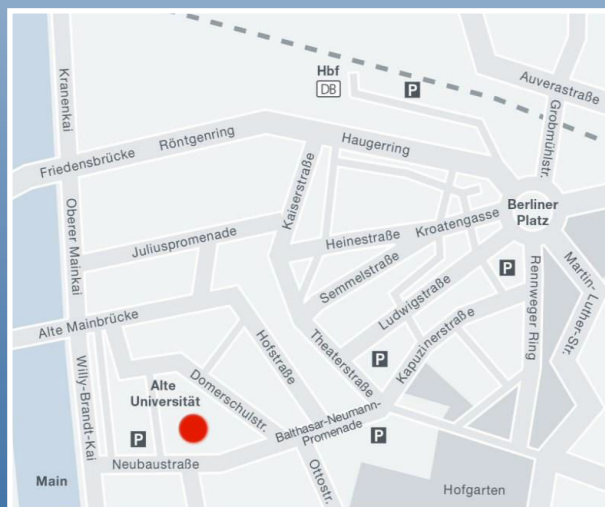 Kranenkai
Hbf
DB
P
Auverastraße
Grobmühlstr.
Friedensbrücke
Röntgenring
Haugerring
Kaiserstraße
Berliner
Platz
Oberer Mainkai
Juliuspromenade
Heinestraße
Kroatengasse
Semmelstraße
P
Rennweger Ring
Martin-Luther-Str.
Alte Mainbrücke
Ludwigstraße
Hofstraße
Theaterstraße
Kapuzinerstraße
P
Willy-Brandt-Kai
Alte
Universität
Domerschulstr.
P
Balthasar-Neumann-
Promenade
P
Neubaustraße
Main
Ottostr.
Hofgarten